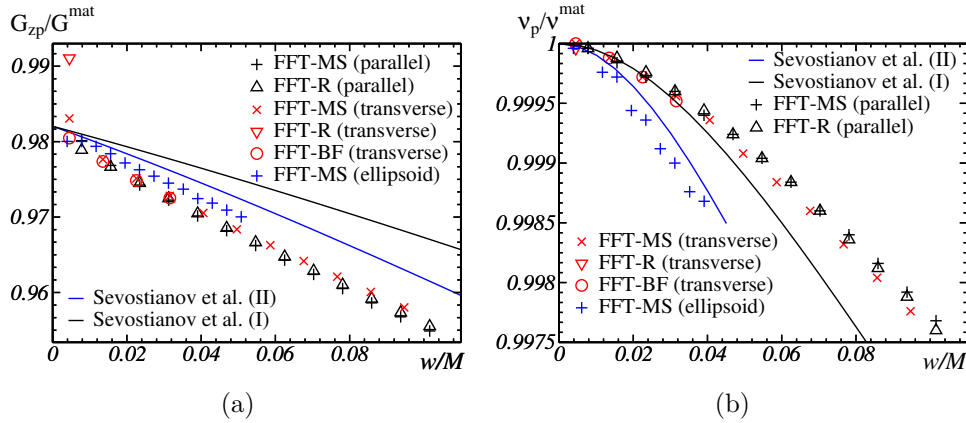 G_zp/G^mat
0.99
0.98
0.97
0.96
0
0.02
0.04
0.06
0.08
w/M
FFT-MS (parallel)
FFT-R (parallel)
FFT-MS (transverse)
FFT-R (transverse)
FFT-BF (transverse)
FFT-MS (ellipsoid)
Sevostianov et al. (II)
Sevostianov et al. (I)
(a)
ν_p/ν^mat
1
0.9995
0.999
0.9985
0.998
0.9975
0
0.02
0.04
0.06
0.08
w/M
Sevostianov et al. (II)
Sevostianov et al. (I)
FFT-MS (parallel)
FFT-R (parallel)
FFT-MS (transverse)
FFT-R (transverse)
FFT-BF (transverse)
FFT-MS (ellipsoid)
(b)